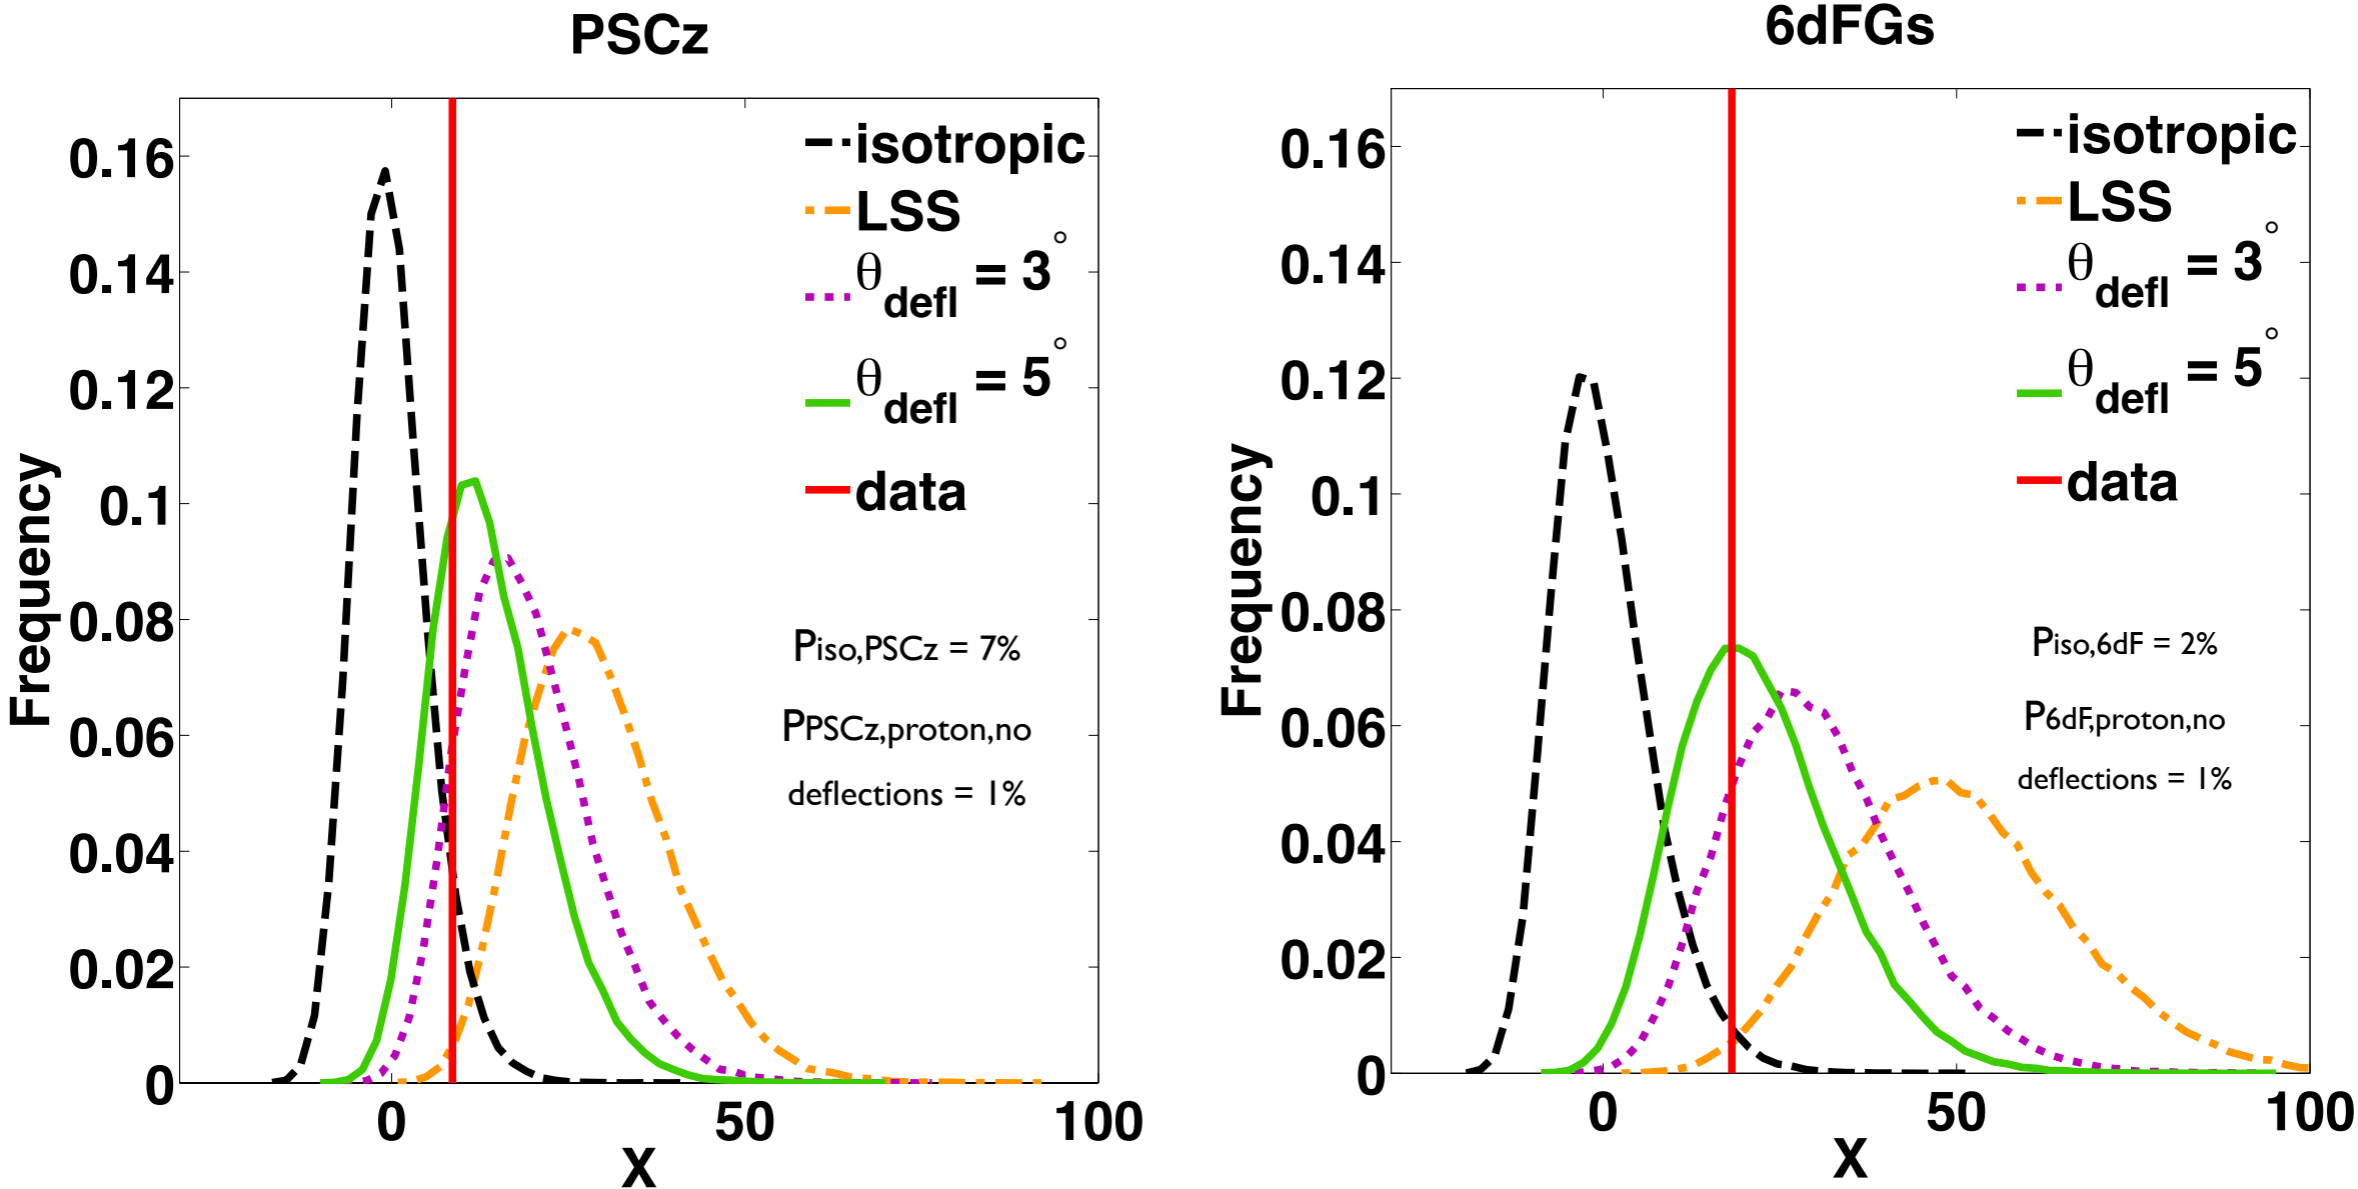 PSCz
0.16
0.14
0.12
0.1
0.08
0.06
0.04
0.02
0
Frequency
0
50
100
X
isotropic
LSS
θdefl = 3°
θdefl = 5°
data
Piso,PSCz = 7%
PPSCz,proton,no
deflections = 1%
6dFGs
0.16
0.14
0.12
0.1
0.08
0.06
0.04
0.02
0
Frequency
0
50
100
X
isotropic
LSS
θdefl = 3°
θdefl = 5°
data
Piso,6dF = 2%
P6dF,proton,no
deflections = 1%